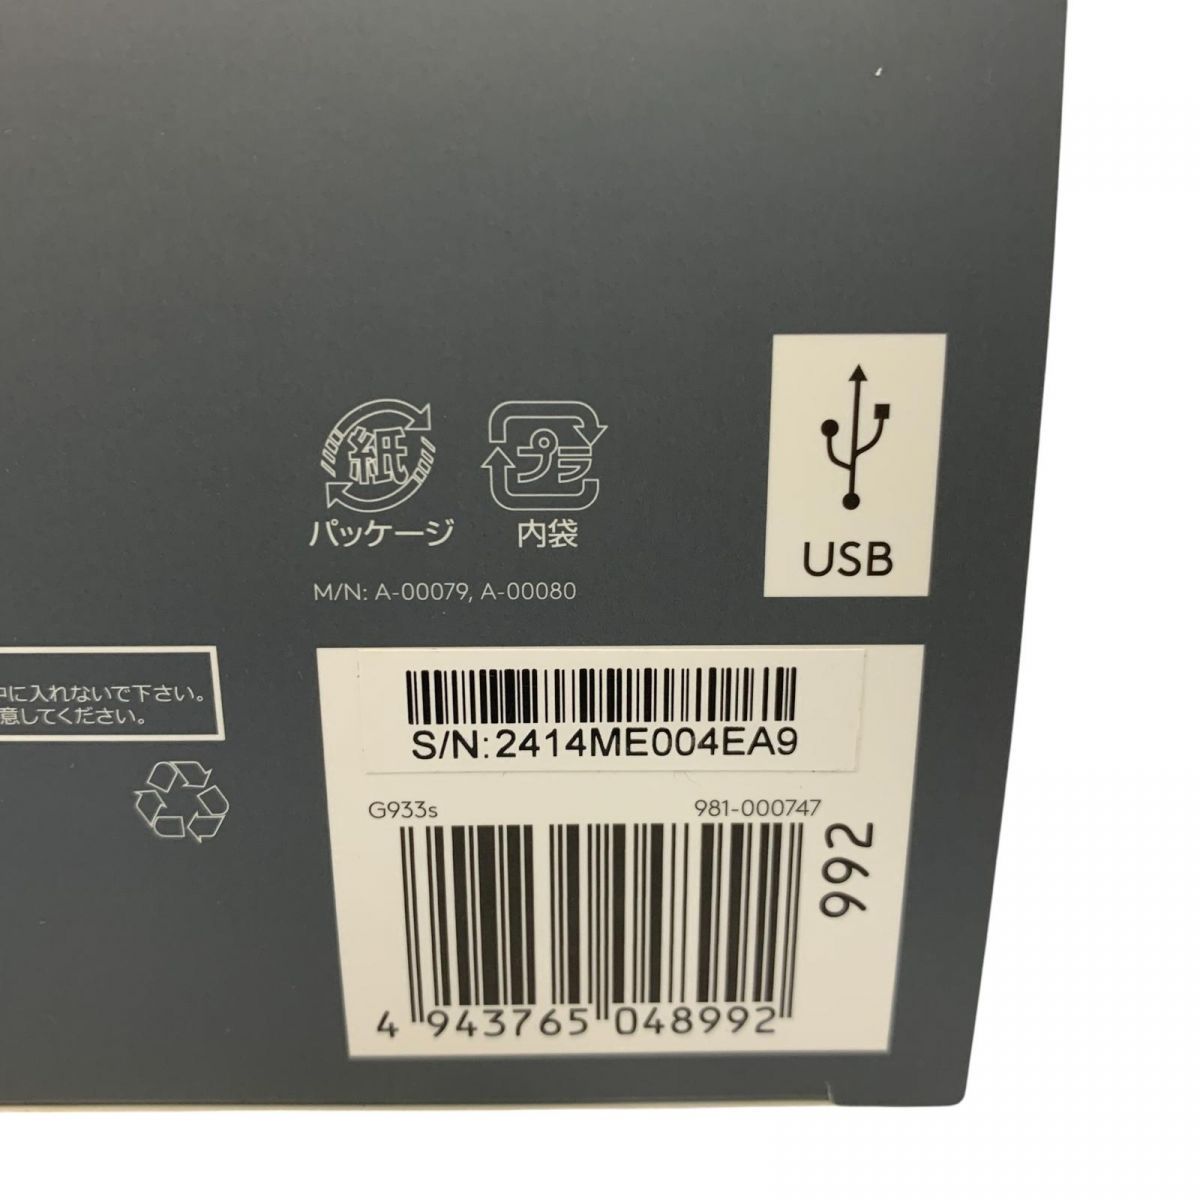 紙
パッケージ
プラ
内袋
M/N: A-00079, A-00080
USB
中に入れないで下さい。
意してください。
S/N:2414ME004EA9
G933s
981-000747
992
4 943765 048992